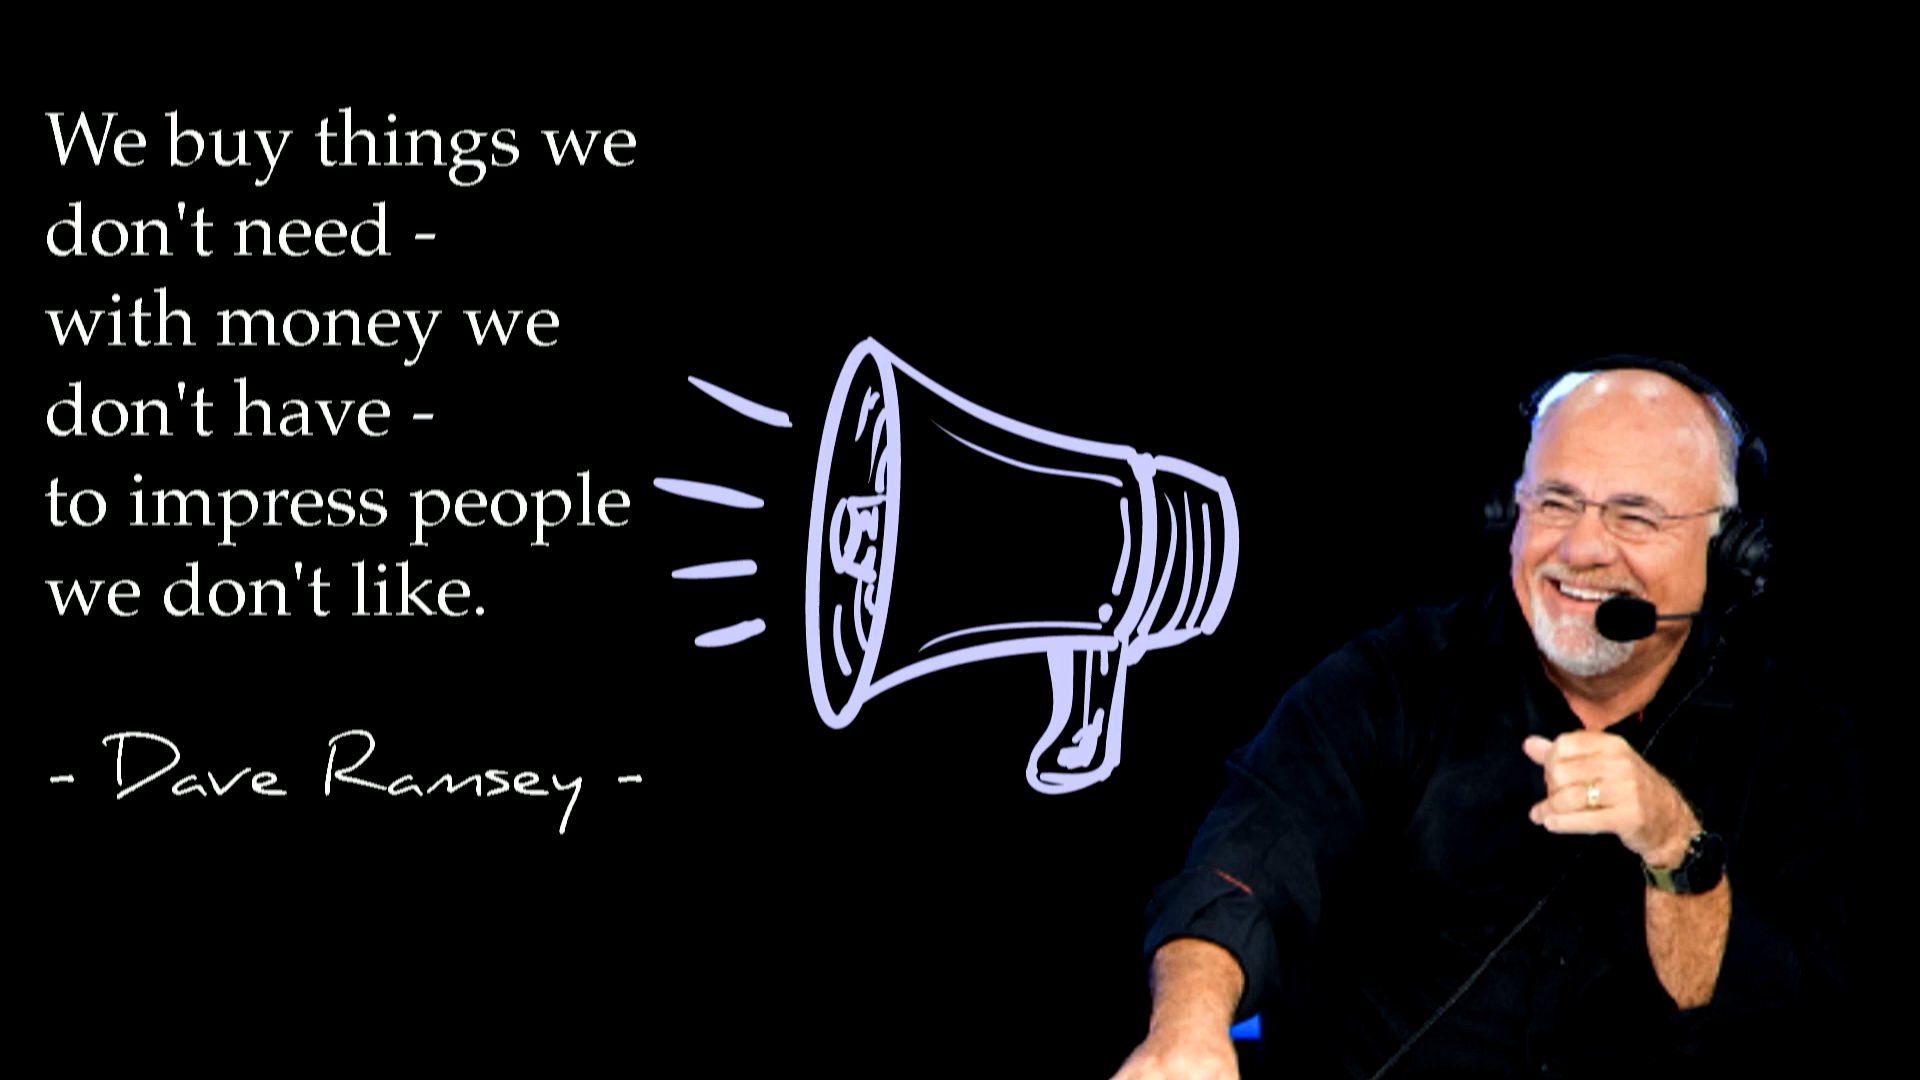 We buy things we
don't need -
with money we
don't have -
to impress people
we don't like.
- Dave Ramsey -